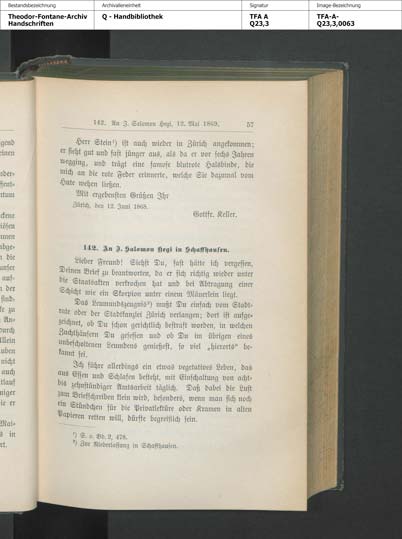 Bestandsbezeichnung
Archivalieneinheit
Signatur
Image-Bezeichnung
Theodor-Fontane-Archiv
Handschriften
Q - Handbibliothek
TFA A
Q23,3
TFA-A-
Q23,3,0063
142. An J. Salomon Hegi, 12. Mai 1869. 57
Herr Stein¹) ist auch wieder in Zürich angekommen;
er sieht gut und fast jünger aus, als da er vor sechs Jahren
wegging, und trägt eine famose blutrote Halsbinde, die
mich an die rote Feder erinnerte, welche Sie dazumal vom
Hute wehen ließen.
Mit ergebensten Grüßen Ihr
Zürich, den 12. Juni 1868.
Gottfr. Keller.
142. An J. Salomon Hegi in Schaffhausen.
Lieber Freund! Siehst Du, fast hätte ich vergessen,
Deinen Brief zu beantworten, da er sich richtig wieder unter
die Staatsakten verkrochen hat und bei Abtragung einer
Schicht wie ein Skorpion unter einem Mäuerlein liegt.
Das Leumundszeugnis²) mußt Du einfach vom Stadt-
rate oder der Stadtkanzlei Zürich verlangen; dort ist aufge-
zeichnet, ob Du schon gerichtlich bestraft worden, in welchen
Zuchthäusern Du gesessen und ob Du im übrigen eines
unbescholtenen Leumdens genießest, so viel „hierorts" be-
kannt sei.
Ich führe allerdings ein etwas vegetatives Leben, das
aus Essen und Schlafen besteht, mit Einschaltung von acht-
bis zehnstündiger Amtsarbeit täglich. Daß dabei die Lust
zum Briefschreiben klein wird, besonders, wenn man sich noch
ein Stündchen für die Privatlektüre oder Kramen in alten
Papieren retten will, dürfte begreiflich sein.
¹) S. o. Bd. 2, 478.
²) Zur Niederlassung in Schaffhausen.